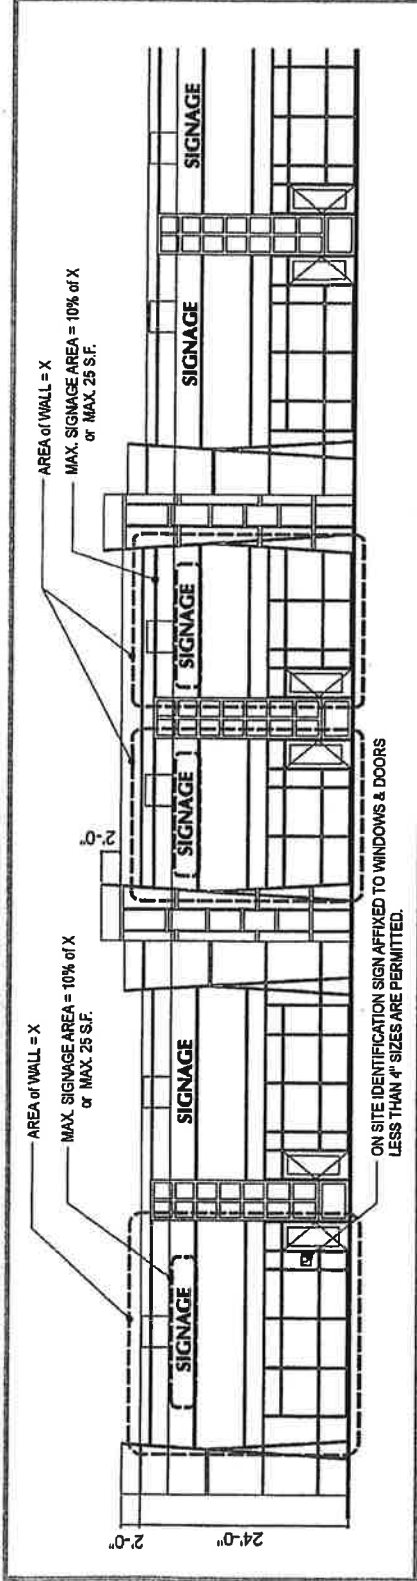 AREA of WALL = X
MAX. SIGNAGE AREA = 10% of X
or MAX. 25 S.F.
AREA of WALL = X
MAX. SIGNAGE AREA = 10% of X
or MAX. 25 S.F.
2'-0"
2'-0"
24'-0"
SIGNAGE
SIGNAGE
SIGNAGE
SIGNAGE
SIGNAGE
SIGNAGE
ON SITE IDENTIFICATION SIGN AFFIXED TO WINDOWS & DOORS
LESS THAN 4" SIZES ARE PERMITTED.